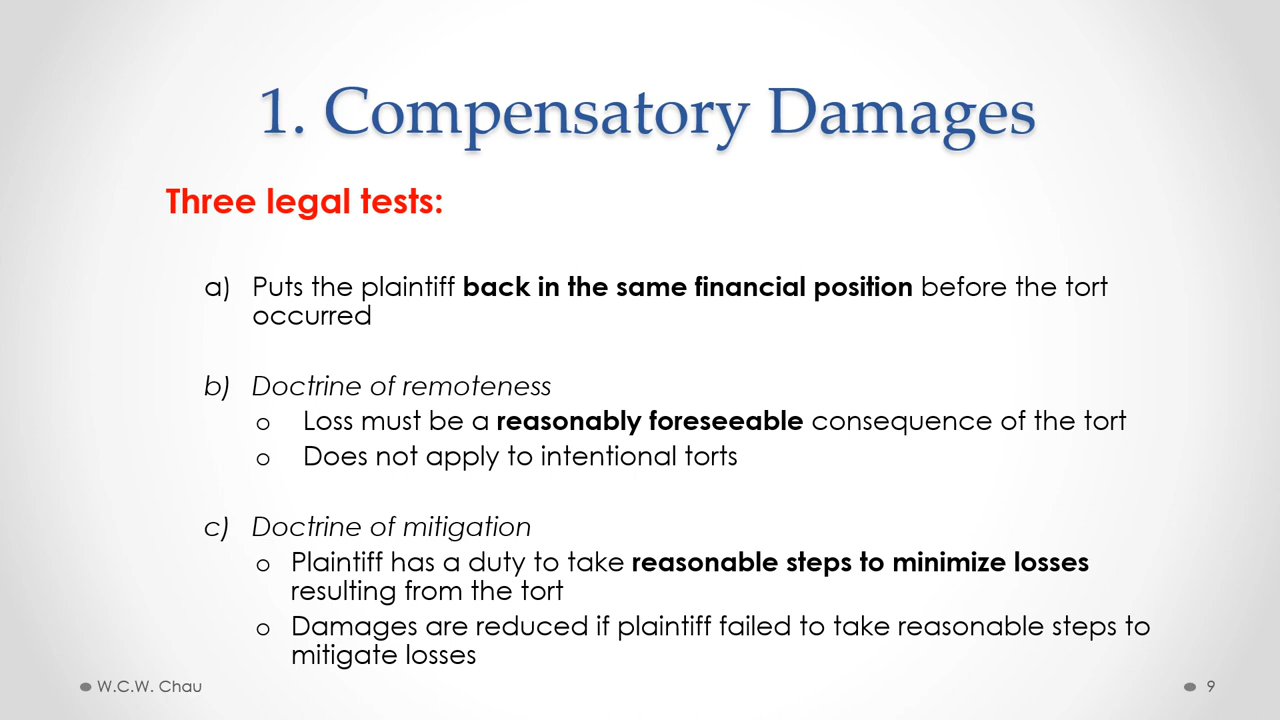 1. Compensatory Damages
Three legal tests:
a) Puts the plaintiff back in the same financial position before the tort
occurred
b) Doctrine of remoteness
o Loss must be a reasonably foreseeable consequence of the tort
o Does not apply to intentional torts
c) Doctrine of mitigation
o Plaintiff has a duty to take reasonable steps to minimize losses
resulting from the tort
o Damages are reduced if plaintiff failed to take reasonable steps to
mitigate losses
● W.C.W. Chau
● 9